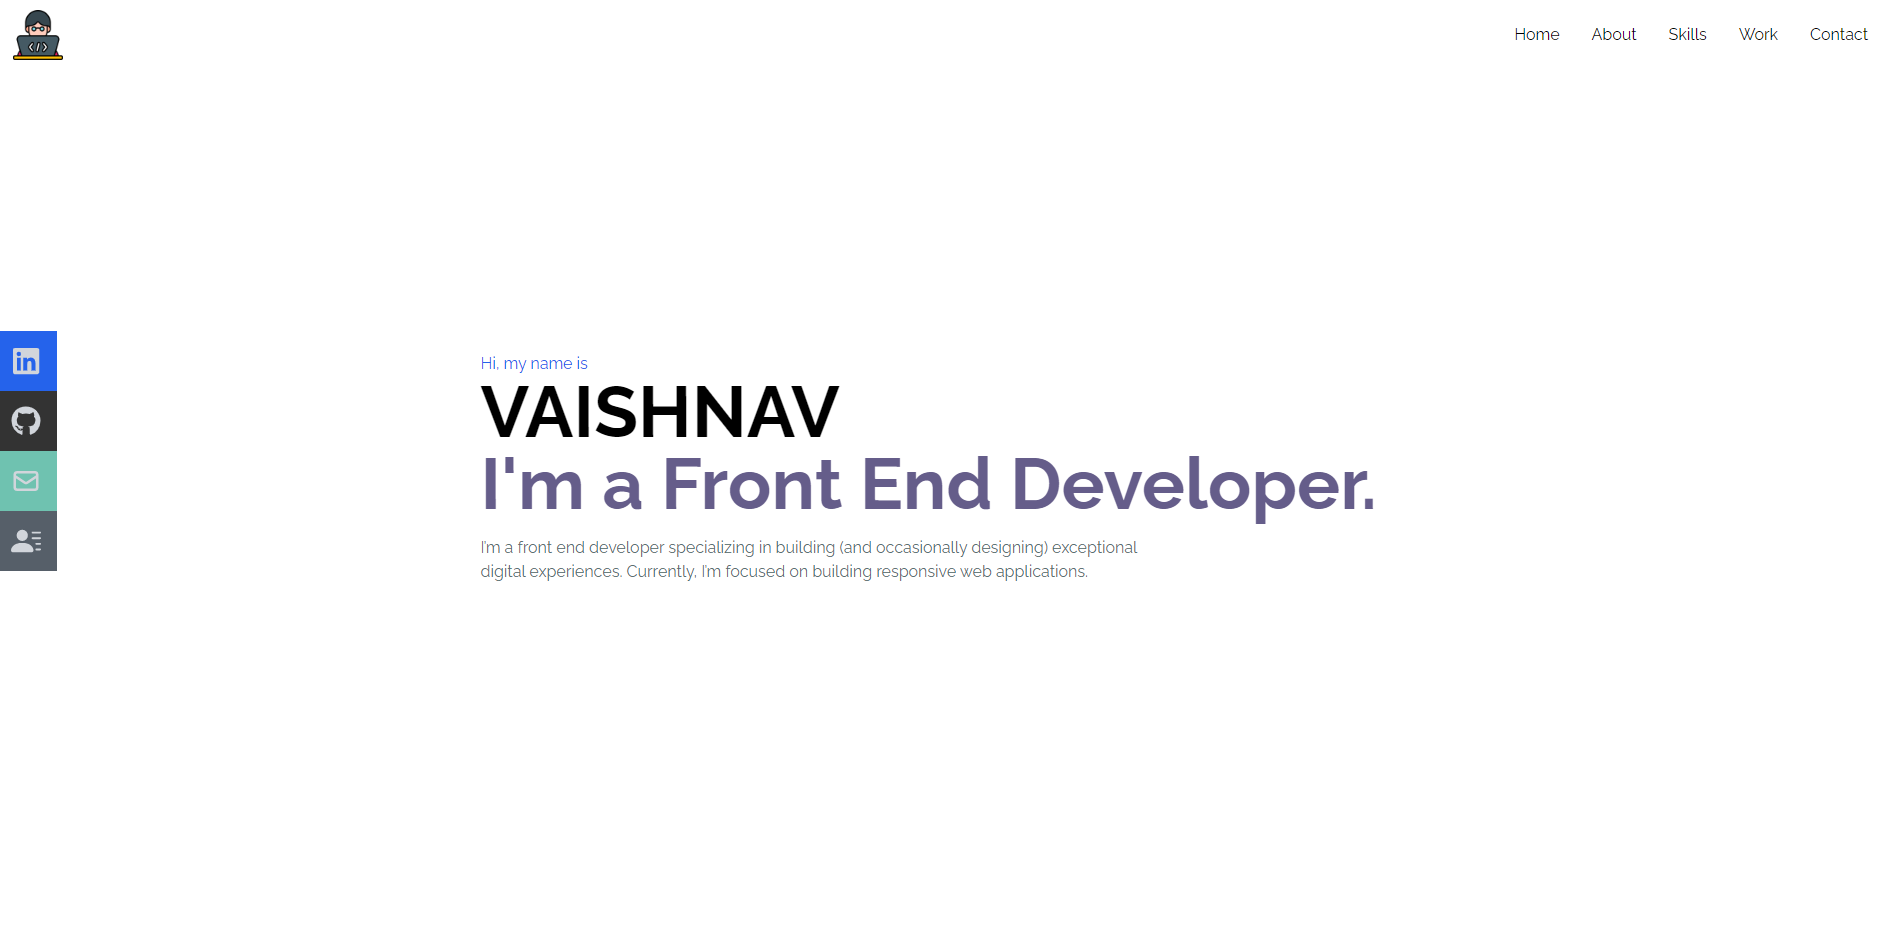 Home About Skills Work Contact
Hi, my name is
VAISHNAV
I'm a Front End Developer.
I'm a front end developer specializing in building (and occasionally designing) exceptional
digital experiences. Currently, I'm focused on building responsive web applications.
in